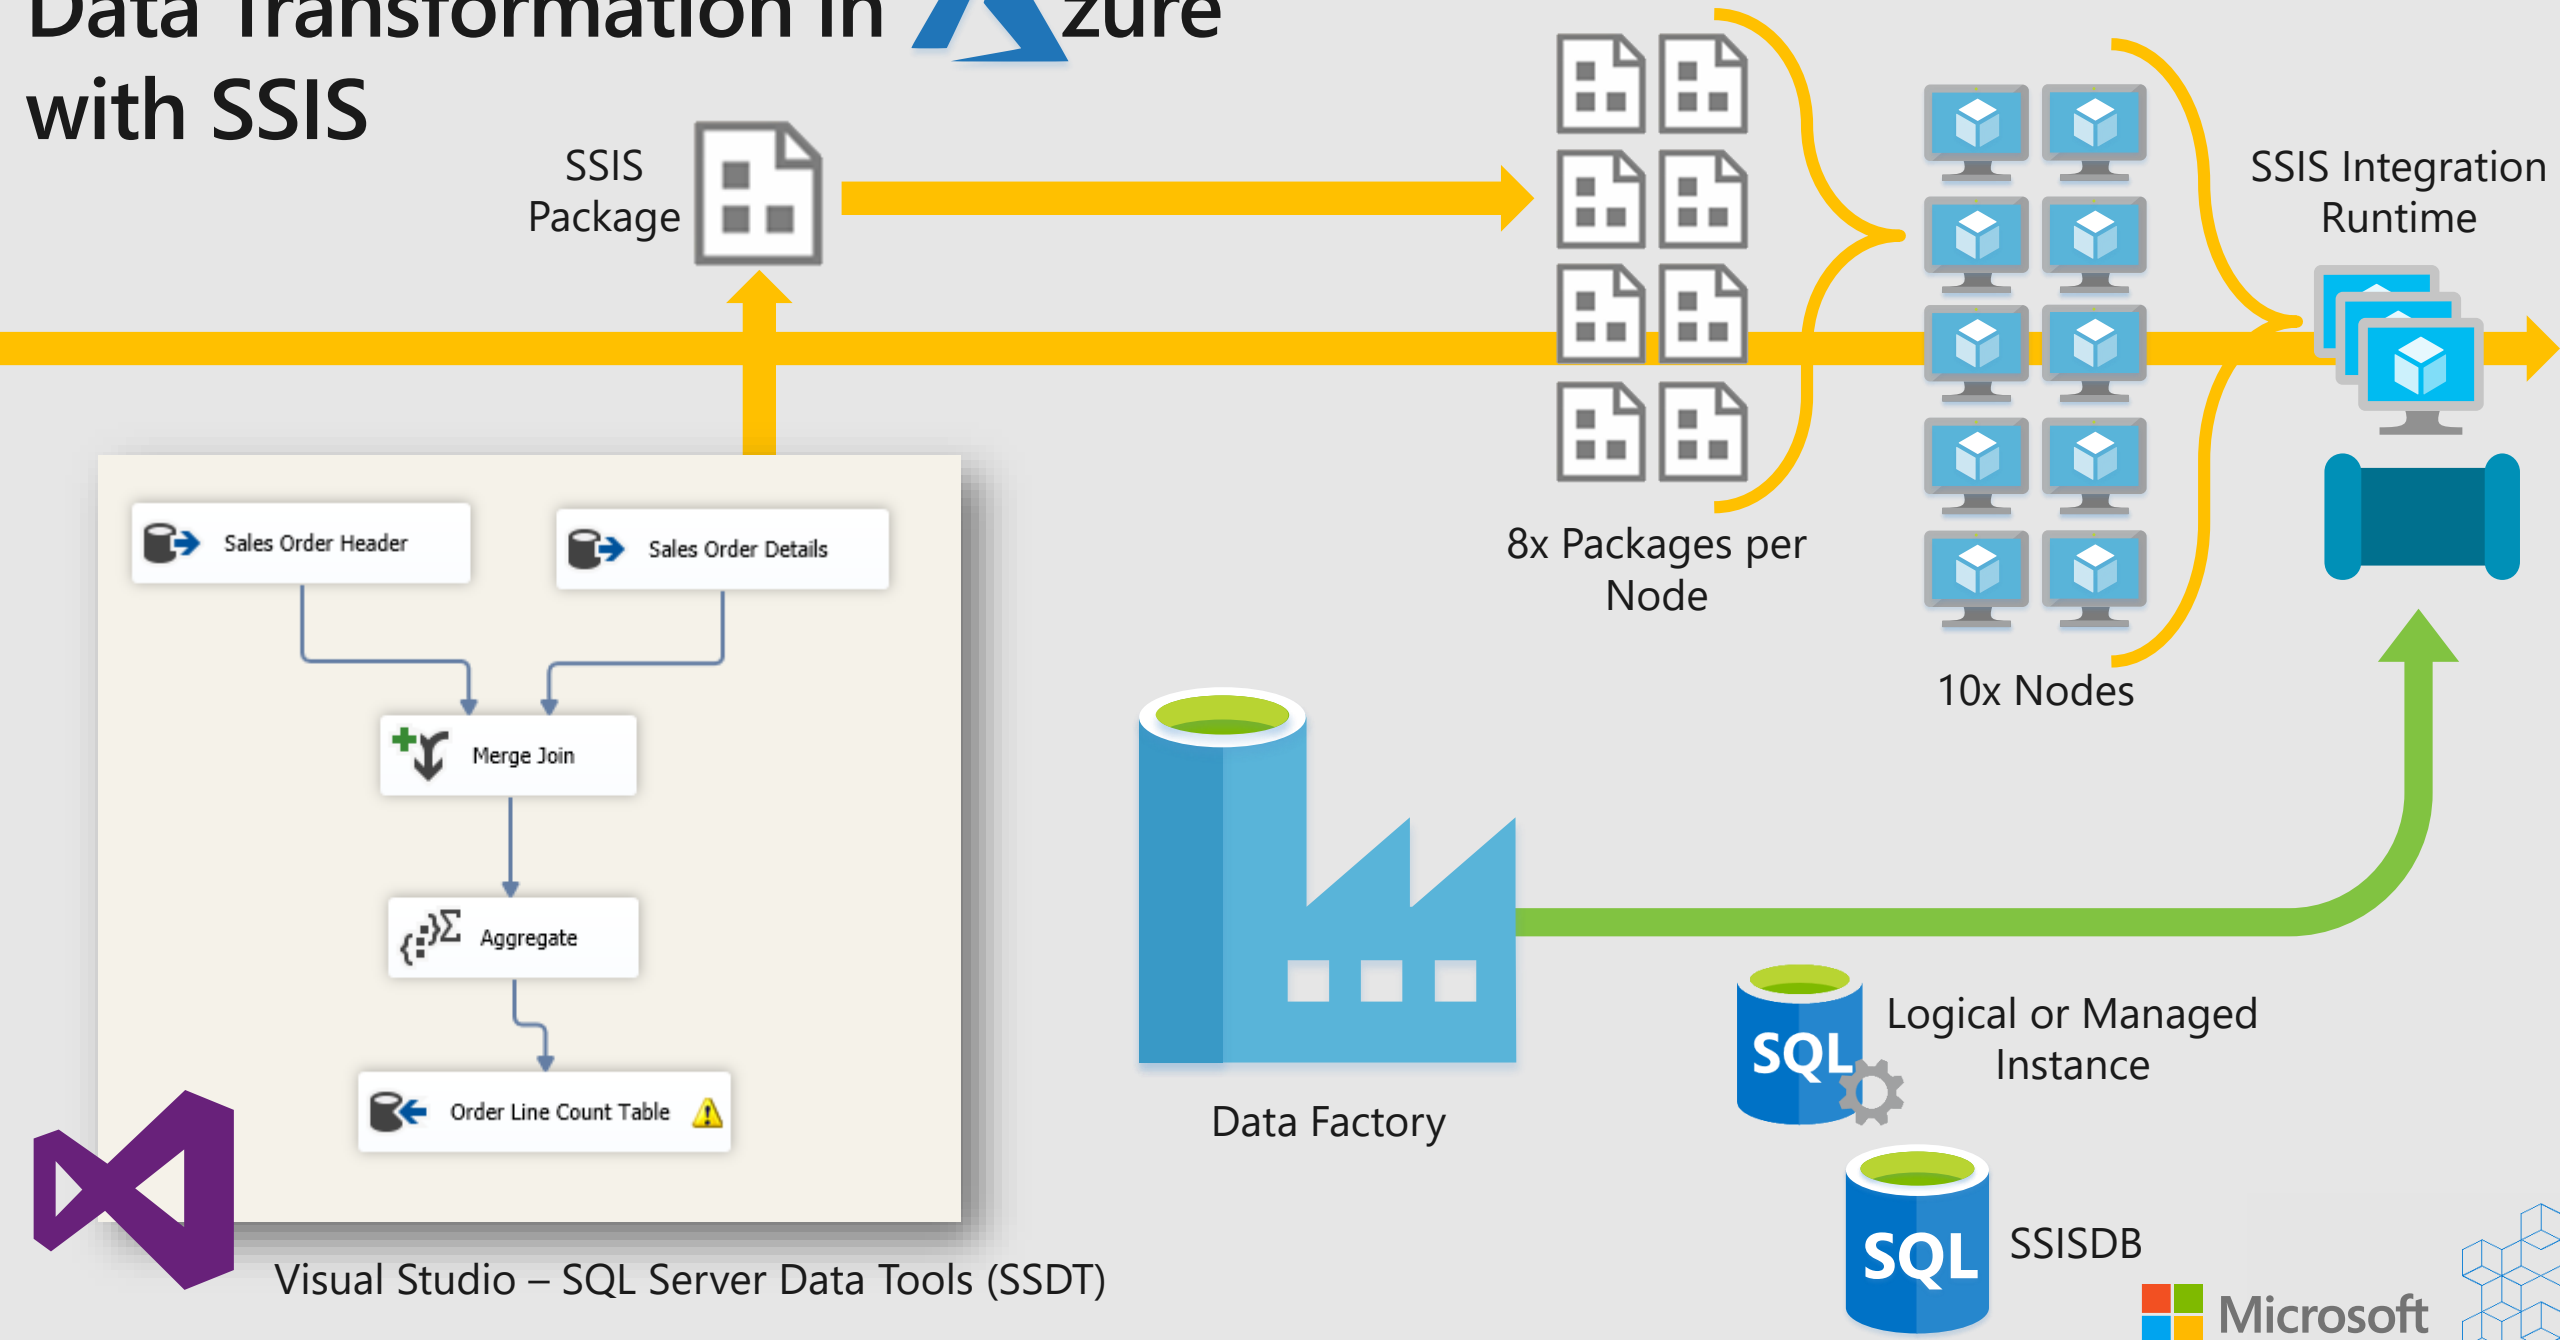 Data Transformation in Azure
with SSIS
SSIS
Package
SSIS Integration
Runtime
8x Packages per
Node
10x Nodes
Sales Order Header
Sales Order Details
Merge Join
Aggregate
Order Line Count Table
Visual Studio – SQL Server Data Tools (SSDT)
Data Factory
SQL
Logical or Managed
Instance
SQL
SSISDB
Microsoft